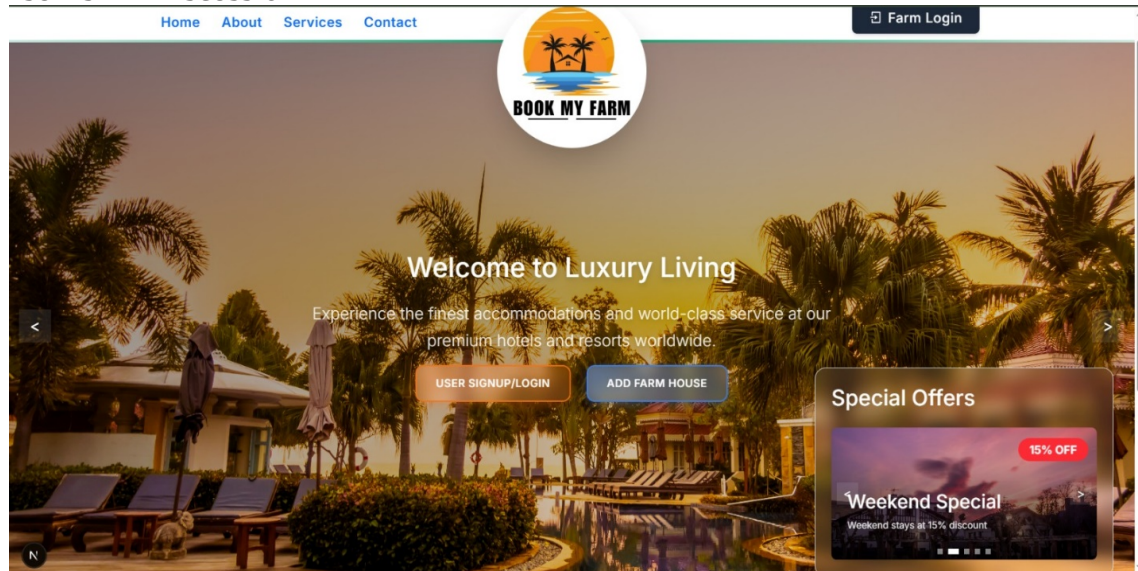 Home About Services Contact
Farm Login
BOOK MY FARM
Welcome to Luxury Living
Experience the finest accommodations and world-class service at our
premium hotels and resorts worldwide.
USER SIGNUP/LOGIN
ADD FARM HOUSE
<
>
Special Offers
15% OFF
<
Weekend Special
>
Weekend stays at 15% discount
N